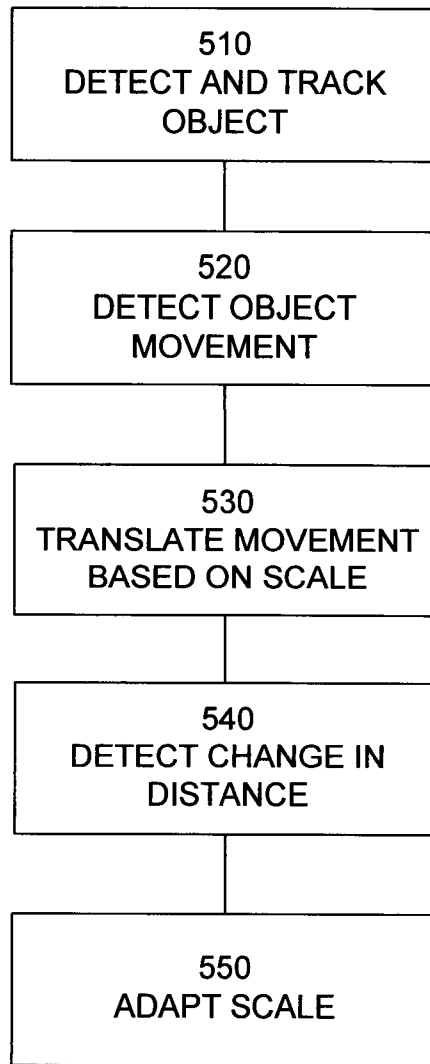 510
DETECT AND TRACK
OBJECT
520
DETECT OBJECT
MOVEMENT
530
TRANSLATE MOVEMENT
BASED ON SCALE
540
DETECT CHANGE IN
DISTANCE
550
ADAPT SCALE